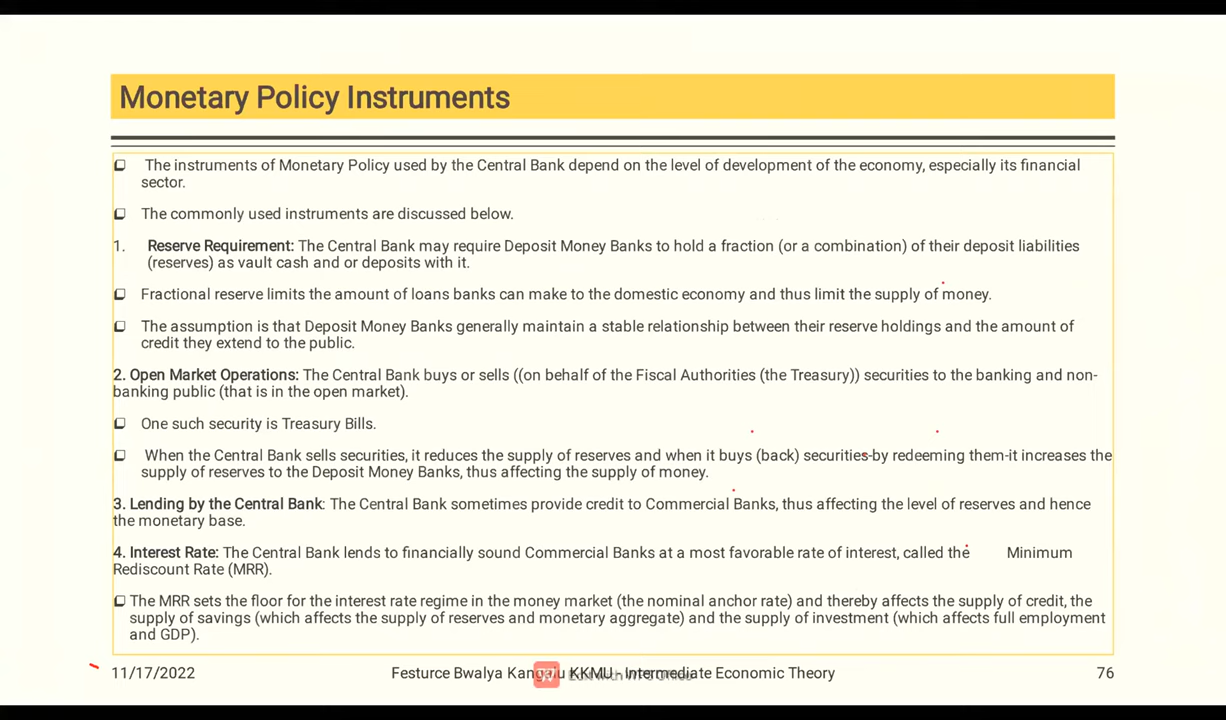 Monetary Policy Instruments
The instruments of Monetary Policy used by the Central Bank depend on the level of development of the economy, especially its financial
sector.
The commonly used instruments are discussed below.
1. Reserve Requirement: The Central Bank may require Deposit Money Banks to hold a fraction (or a combination) of their deposit liabilities
(reserves) as vault cash and or deposits with it.
Fractional reserve limits the amount of loans banks can make to the domestic economy and thus limit the supply of money.
The assumption is that Deposit Money Banks generally maintain a stable relationship between their reserve holdings and the amount of
credit they extend to the public.
2. Open Market Operations: The Central Bank buys or sells ((on behalf of the Fiscal Authorities (the Treasury)) securities to the banking and non-
banking public (that is in the open market).
One such security is Treasury Bills.
When the Central Bank sells securities, it reduces the supply of reserves and when it buys (back) securities-by redeeming them-it increases the
supply of reserves to the Deposit Money Banks, thus affecting the supply of money.
3. Lending by the Central Bank: The Central Bank sometimes provide credit to Commercial Banks, thus affecting the level of reserves and hence
the monetary base.
4. Interest Rate: The Central Bank lends to financially sound Commercial Banks at a most favorable rate of interest, called the Minimum
Rediscount Rate (MRR).
The MRR sets the floor for the interest rate regime in the money market (the nominal anchor rate) and thereby affects the supply of credit, the
supply of savings (which affects the supply of reserves and monetary aggregate) and the supply of investment (which affects full employment
and GDP).
11/17/2022 Festurce Bwalya KKMU - Intermediate Economic Theory 76